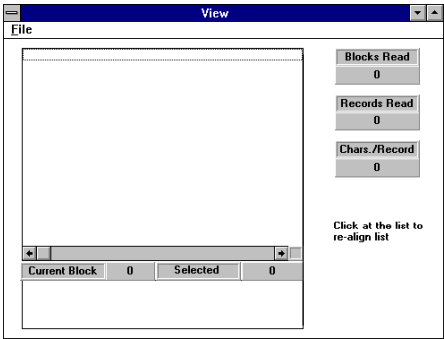 View
File
Blocks Read
0
Records Read
0
Chars./Record
0
Click at the list to
re-align list
Current Block 0 Selected 0